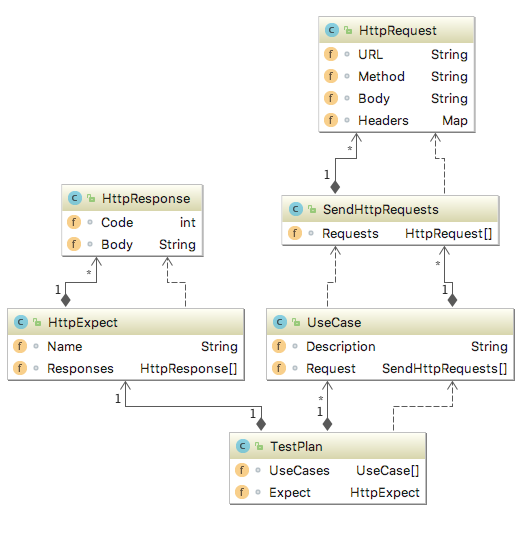 C HttpRequest
f URL String
f Method String
f Body String
f Headers Map
* 
1
C HttpResponse
f Code int
f Body String
C SendHttpRequests
f Requests HttpRequest[]
*
1
*
1
C HttpExpect
f Name String
f Responses HttpResponse[]
C UseCase
f Description String
f Request SendHttpRequests[]
1
1
*
1
C TestPlan
f UseCases UseCase[]
f Expect HttpExpect